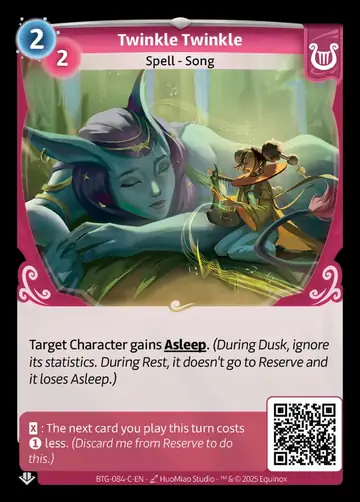 2
2
Twinkle Twinkle
Spell - Song
Target Character gains Asleep. (During Dusk, ignore
its statistics. During Rest, it doesn't go to Reserve and
it loses Asleep.)
X : The next card you play this turn costs
1 less. (Discard me from Reserve to do
this.)
BTG-084-C-EN - HuoMiao Studio - ™ & © 2025 Equinox